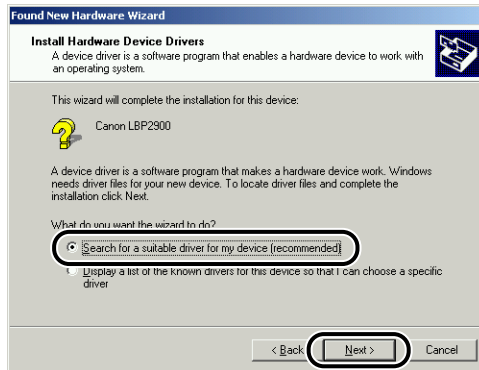 Found New Hardware Wizard
Install Hardware Device Drivers
A device driver is a software program that enables a hardware device to work with
an operating system.
This wizard will complete the installation for this device:
Canon LBP2900
A device driver is a software program that makes a hardware device work. Windows
needs driver files for your new device. To locate driver files and complete the
installation click Next.
What do you want the wizard to do?
Search for a suitable driver for my device (recommended)
Display a list of the known drivers for this device so that I can choose a specific
driver
< Back
Next >
Cancel